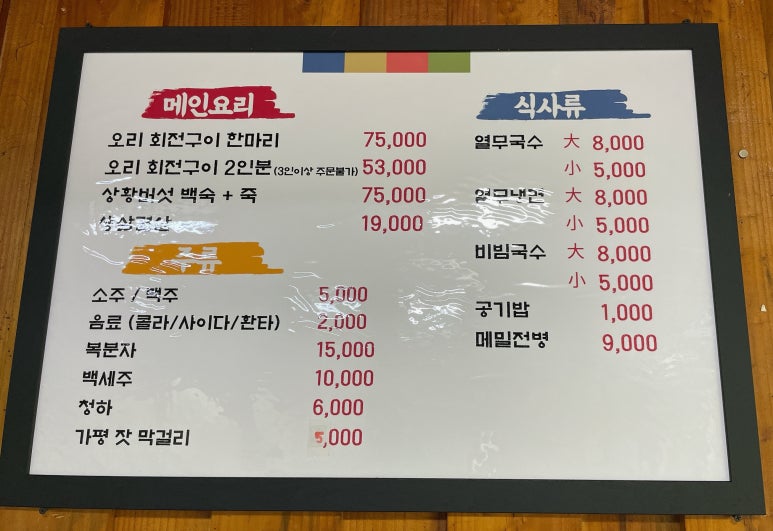 메인요리
오리 회전구이 한마리 75,000
오리 회전구이 2인분 (3인이상 주문불가) 53,000
상황버섯 백숙 + 죽 75,000
19,000
소주 / 맥주 5,000
음료 (콜라/사이다/환타) 2,000
복분자 15,000
백세주 10,000
청하 6,000
가평 잣 막걸리 5,000
식사류
열무국수 大 8,000
小 5,000
열무냉면 大 8,000
小 5,000
비빔국수 大 8,000
小 5,000
공기밥 1,000
메밀전병 9,000